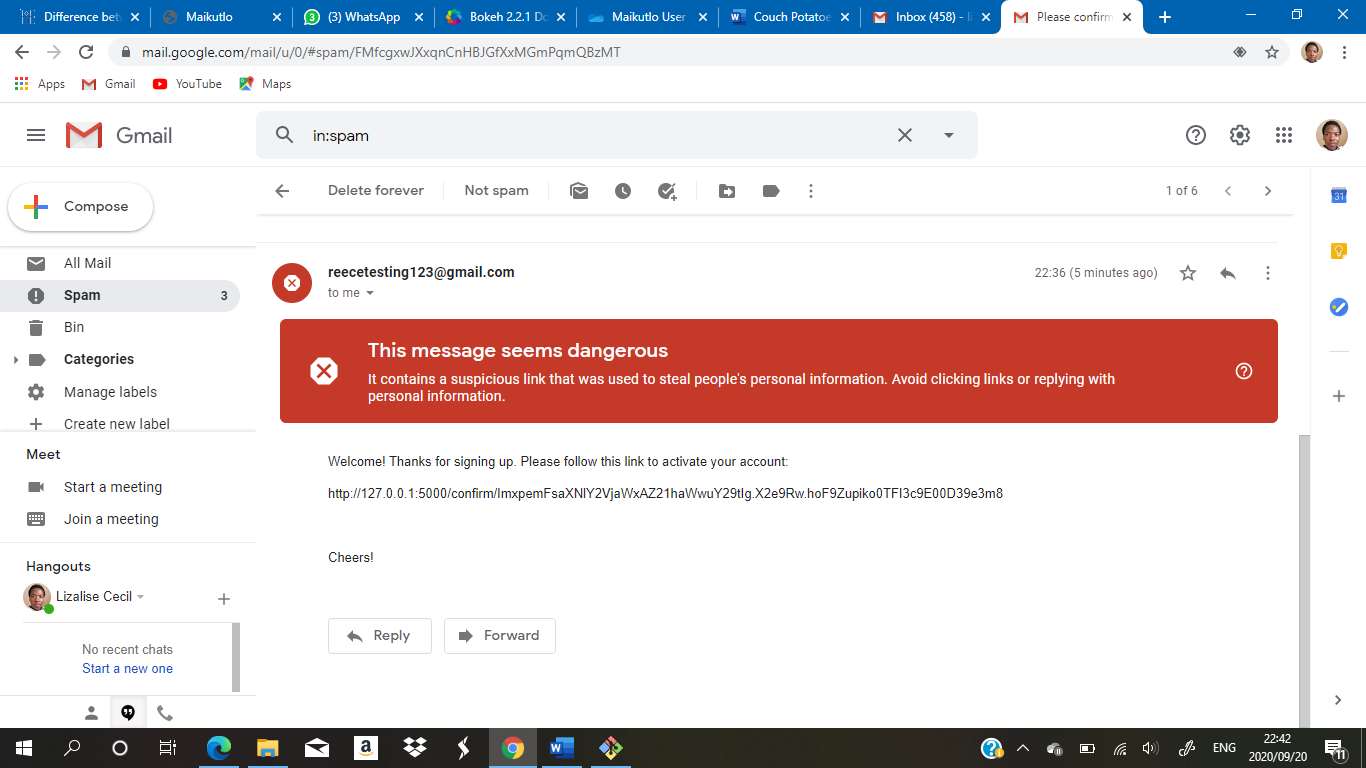 Difference bet
Maikutlo
(3) WhatsApp
Bokeh 2.2.1 Do
Maikutlo User
Couch Potatoe
Inbox (458) - li
Please confirm
mail.google.com/mail/u/0/#spam/FMfcgxwJXxqnCnHBJGfXxMGmPqmQBzMT
Apps
Gmail
YouTube
Maps
Gmail
in:spam
Compose
Delete forever
Not spam
1 of 6
All Mail
Spam
3
Bin
Categories
Manage labels
Create new label
Meet
Start a meeting
Join a meeting
Hangouts
Lizalise Cecil
No recent chats
Start a new one
reecetesting123@gmail.com
22:36 (5 minutes ago)
to me
This message seems dangerous
It contains a suspicious link that was used to steal people's personal information. Avoid clicking links or replying with
personal information.
Welcome! Thanks for signing up. Please follow this link to activate your account:
http://127.0.0.1:5000/confirm/ImxpemFsaXNlY2VjaWxAZ21haWwuY29tIg.X2e9Rw.hoF9Zupiko0TFI3c9E00D39e3m8
Cheers!
Reply
Forward
31
ENG
22:42
2020/09/20
11